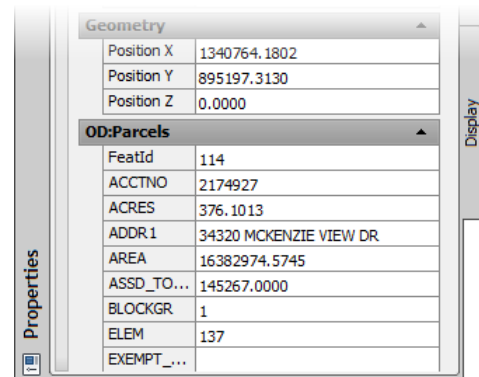 Geometry
Position X 1340764.1802
Position Y 895197.3130
Position Z 0.0000
OD:Parcels
FeatId 114
ACCTNO 2174927
ACRES 376.1013
ADDR1 34320 MCKENZIE VIEW DR
AREA 16382974.5745
ASSD_TO... 145267.0000
BLOCKGR 1
ELEM 137
EXEMPT_...
Properties
Display